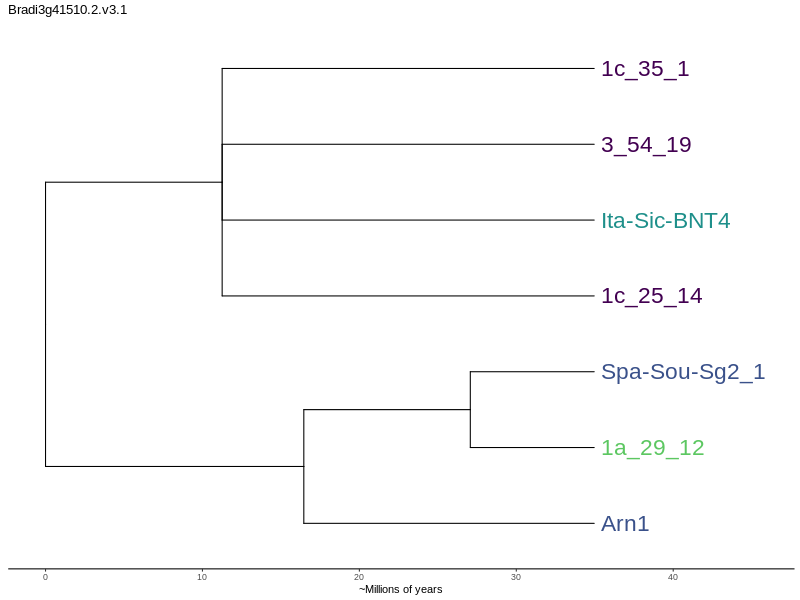 Bradi3g41510.2.v3.1
1c_35_1
3_54_19
Ita-Sic-BNT4
1c_25_14
Spa-Sou-Sg2_1
1a_29_12
Arn1
0 10 20 30 40
~Millions of years